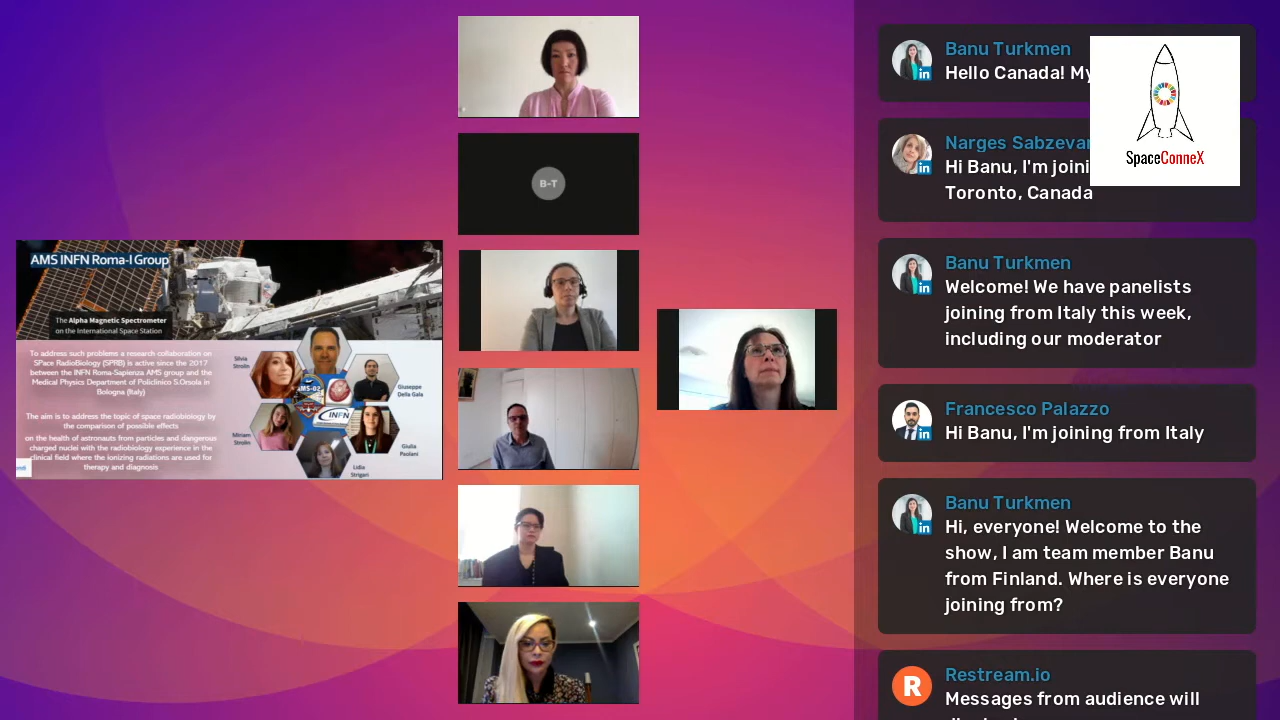 AMS INFN Roma-I Group
The Alpha Magnetic Spectrometer
on the International Space Station
To address such problems a research collaboration on
SPace RadioBiology (SPRB) is active since the 2017
between the INFN Roma-Sapienza AMS group and the
Medical Physics Department of Policlinico S.Orsola in
Bologna (Italy)
The aim is to address the topic of space radiobiology by
the comparison of possible effects
on the health of astronauts from particles and dangerous
charged nuclei with the radiobiology experience in the
clinical field where the ionizing radiations are used for
therapy and diagnosis
Silvia
Strolin
Giuseppe
Della Gala
AMS-02
INFN
Miriam
Strolin
Giulia
Paolani
Lidia
Strigari
B-T
Banu Turkmen
Hello Canada! My
SpaceConneX
Narges Sabzevar
Hi Banu, I'm joini
Toronto, Canada
Banu Turkmen
Welcome! We have panelists
joining from Italy this week,
including our moderator
Francesco Palazzo
Hi Banu, I'm joining from Italy
Banu Turkmen
Hi, everyone! Welcome to the
show, I am team member Banu
from Finland. Where is everyone
joining from?
Restream.io
Messages from audience will